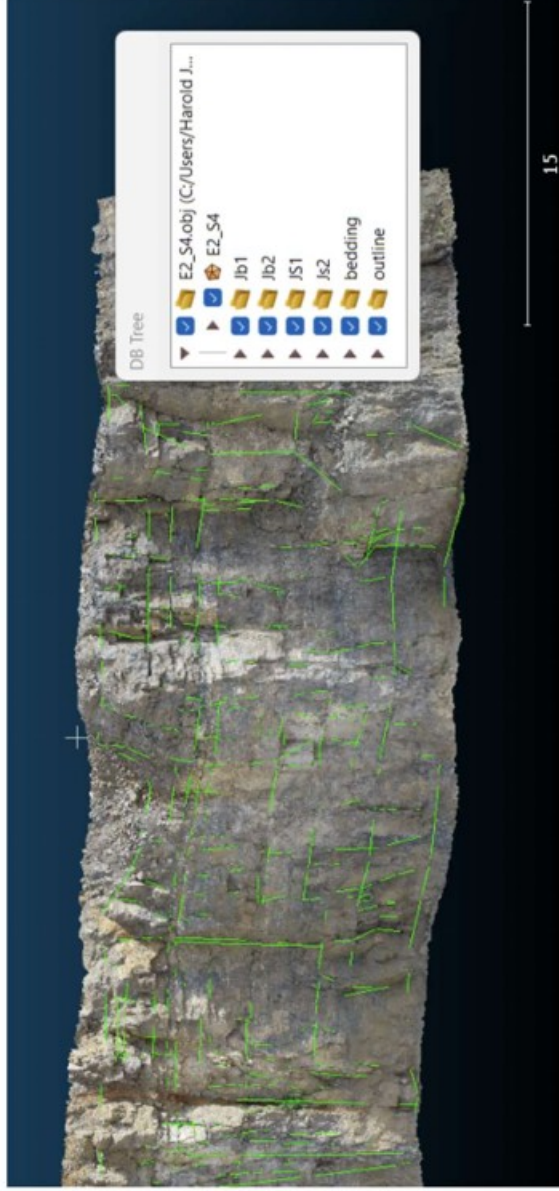 DB Tree
E2_S4.obj (C:/Users/Harold J...
E2_S4
Jb1
Jb2
JS1
Js2
bedding
outline
15